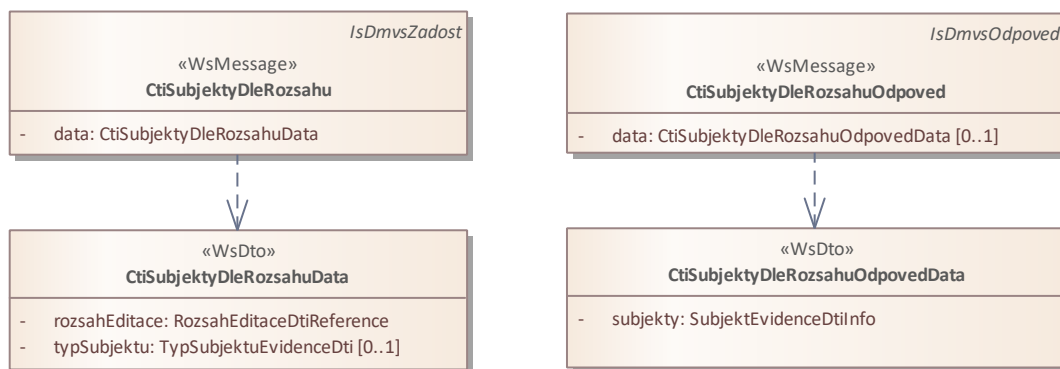 IsDmvsZadost
«WsMessage»
CtiSubjektyDleRozsahu
- data: CtiSubjektyDleRozsahuData
«WsDto»
CtiSubjektyDleRozsahuData
- rozsahEditace: RozsahEditaceDtiReference
- typSubjektu: TypSubjektuEvidenceDti [0..1]
IsDmvsOdpoved
«WsMessage»
CtiSubjektyDleRozsahuOdpoved
- data: CtiSubjektyDleRozsahuOdpovedData [0..1]
«WsDto»
CtiSubjektyDleRozsahuOdpovedData
- subjekty: SubjektEvidenceDtiInfo